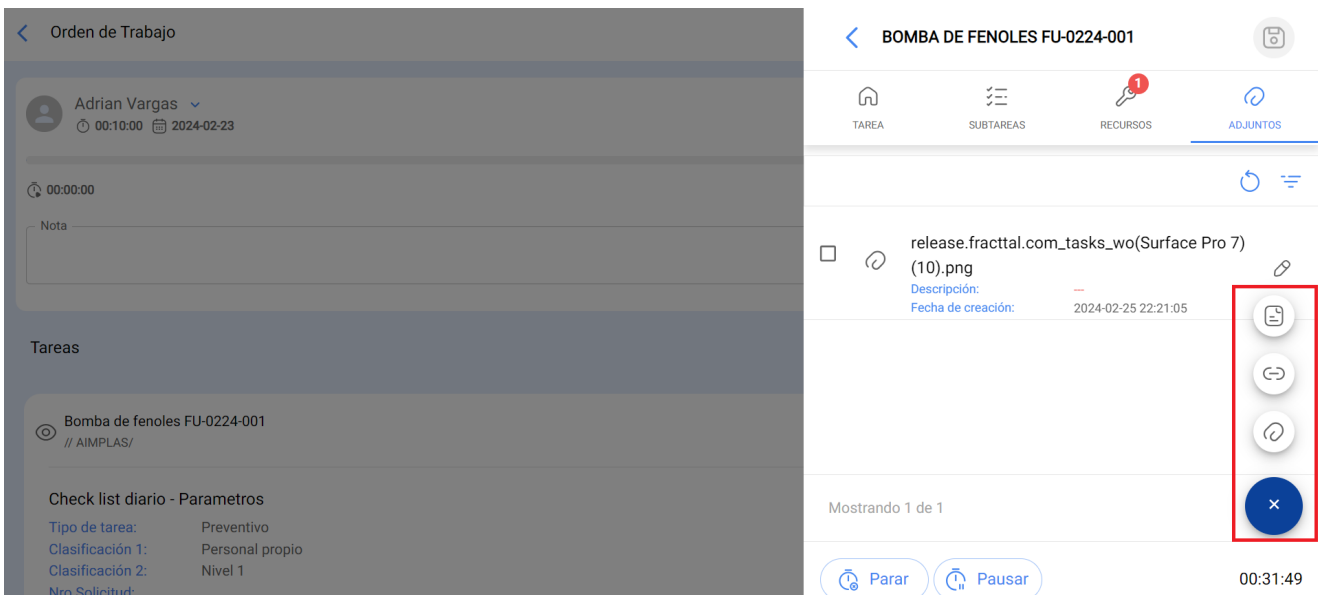 Orden de Trabajo
Adrian Vargas
00:10:00 2024-02-23
00:00:00
Nota
Tareas
Bomba de fenoles FU-0224-001
// AIMPLAS/
Check list diario - Parametros
Tipo de tarea: Preventivo
Clasificación 1: Personal propio
Clasificación 2: Nivel 1
Nro Solicitud:
BOMBA DE FENOLES FU-0224-001
1
TAREA SUBTAREAS RECURSOS ADJUNTOS
release.fracttal.com_tasks_wo(Surface Pro 7)
(10).png
Descripción: ---
Fecha de creación: 2024-02-25 22:21:05
Mostrando 1 de 1
Parar Pausar 00:31:49